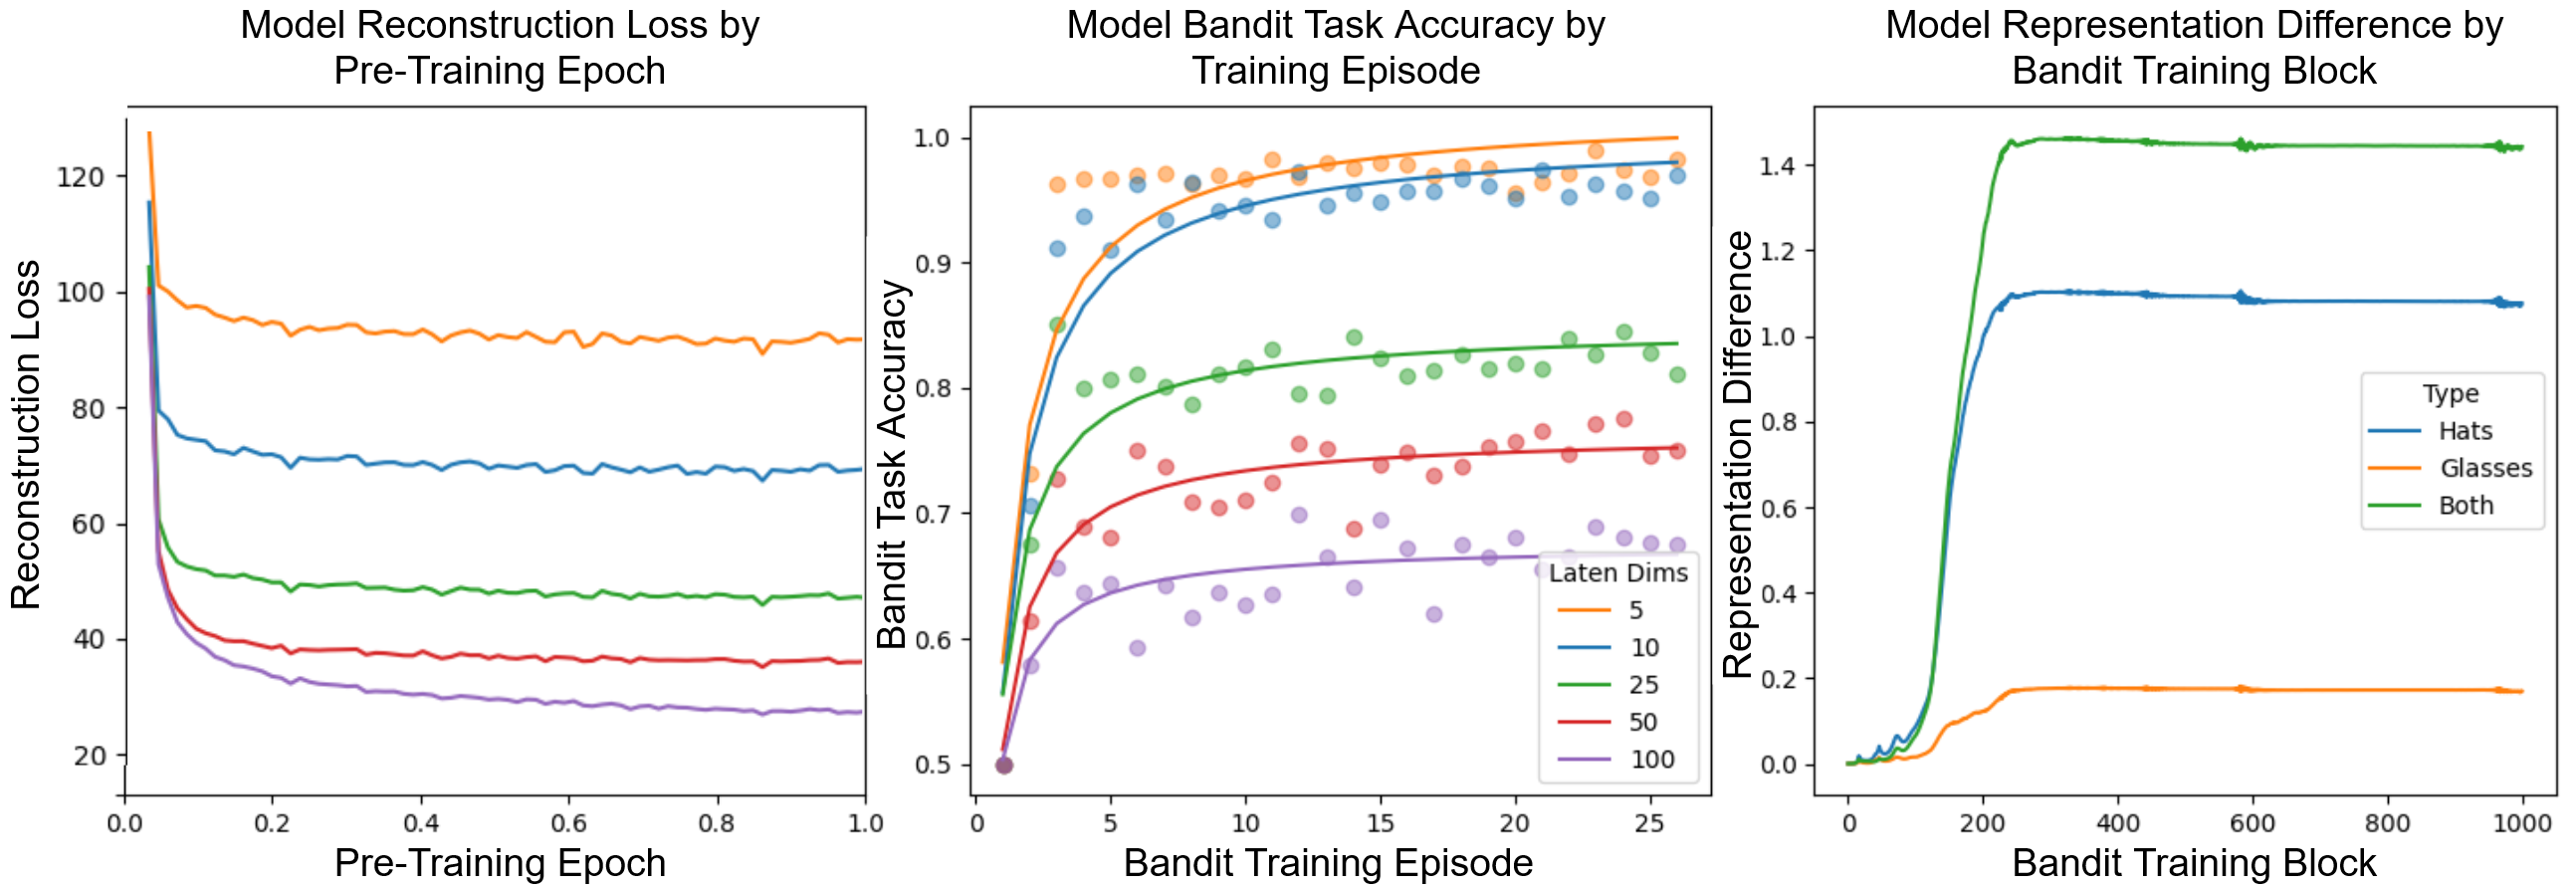 Model Reconstruction Loss by
Pre-Training Epoch
Reconstruction Loss
120
100
80
60
40
20
0.0 0.2 0.4 0.6 0.8 1.0
Pre-Training Epoch
Model Bandit Task Accuracy by
Training Episode
Bandit Task Accuracy
1.0
0.9
0.8
0.7
0.6
0.5
Laten Dims
5
10
25
50
100
0 5 10 15 20 25
Bandit Training Episode
Model Representation Difference by
Bandit Training Block
Representation Difference
1.4
1.2
1.0
0.8
0.6
0.4
0.2
0.0
Type
Hats
Glasses
Both
0 200 400 600 800 1000
Bandit Training Block